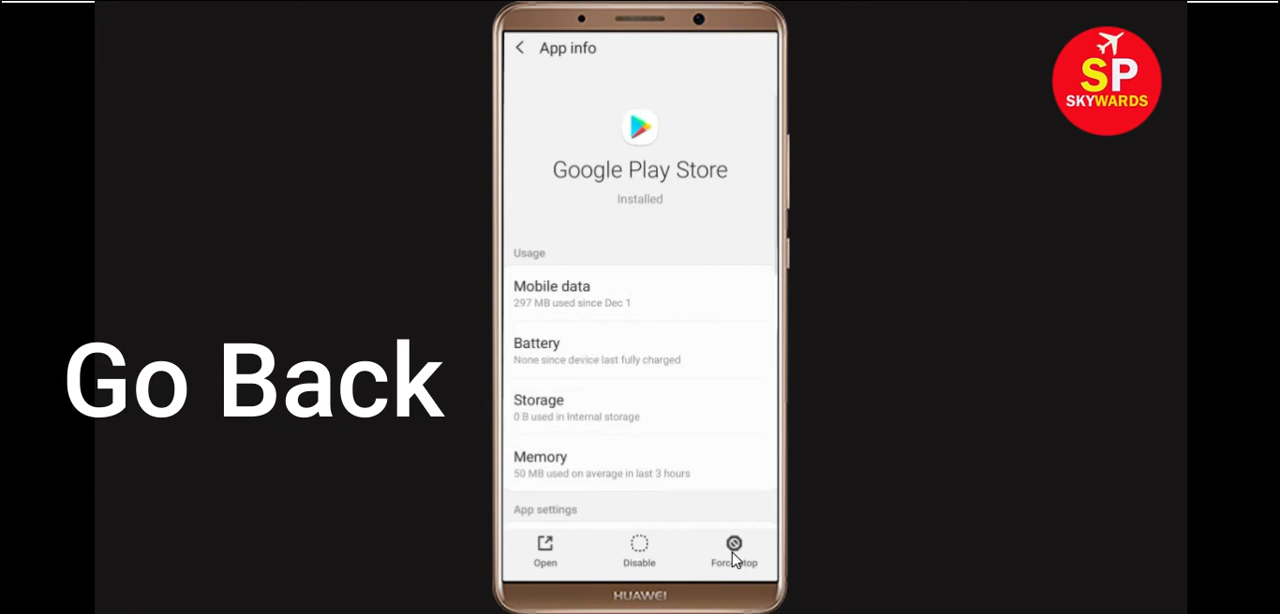 App info
SP
SKYWARDS
Google Play Store
Installed
Usage
Mobile data
297 MB used since Dec 1
Battery
None since device last fully charged
Go Back
Storage
0 B used in Internal storage
Memory
50 MB used on average in last 3 hours
App settings
Open
Disable
Force stop
HUAWEI